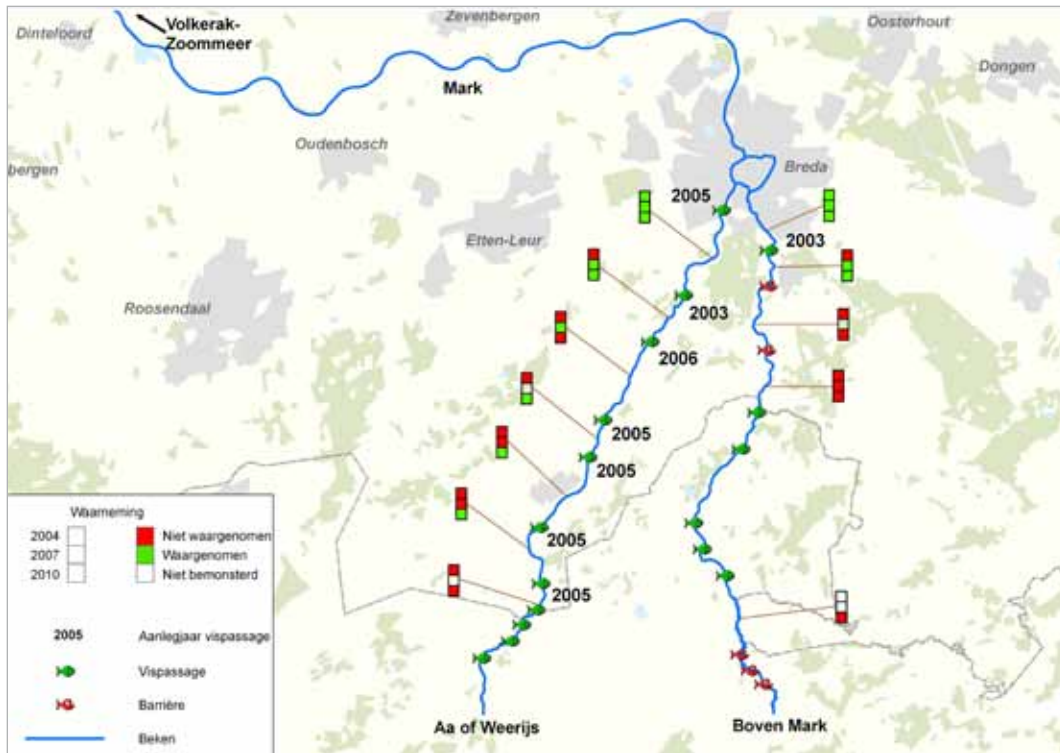 Dinteloord
Volkerak-
Zoommeer
Zevenbergen
Oosterhout
Dongen
Mark
Oudenbosch
bergen
Breda
2005
Etten-Leur
2003
Roosendaal
2003
2006
2005
2005
2005
2005
Waarneming
2004
Niet waargenomen
2007
Waargenomen
2010
Niet bemonsterd
2005
Aanlegjaar vispassage
Vispassage
Barrière
Beken
Aa of Weerijs
Boven Mark